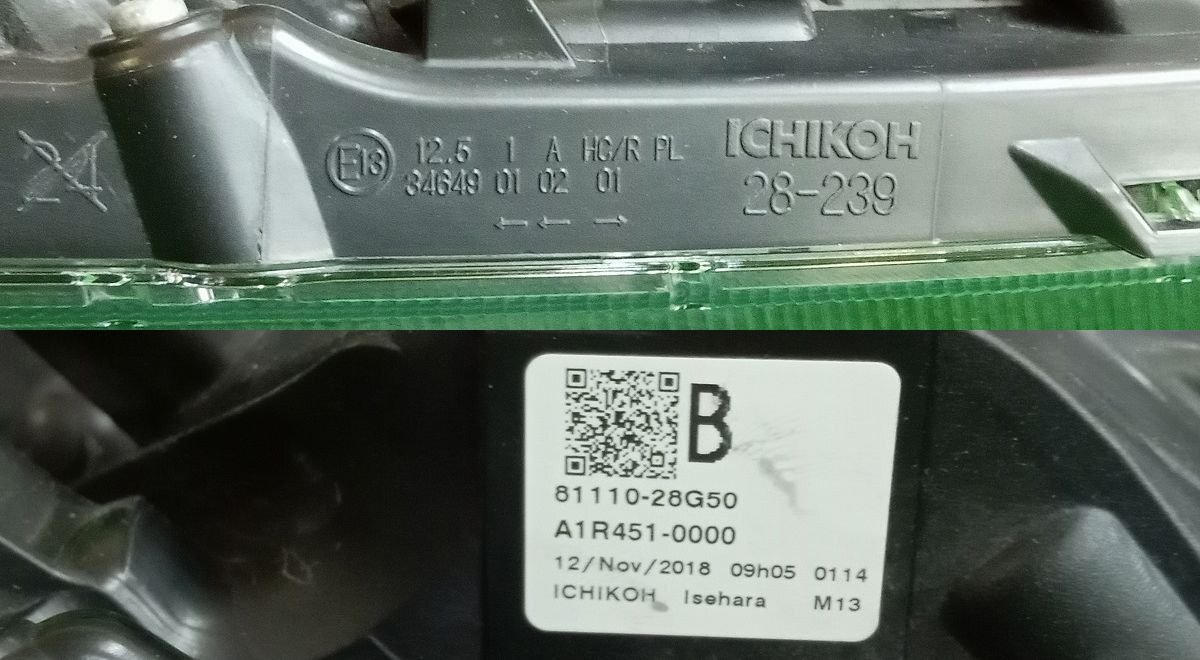 24
E13 12.5 1 A HC/R PL
34649 01 02 01
← ← →
ICHIKOH
28-239
B
81110-28G50
A1R451-0000
12/Nov/2018 09h05 0114
ICHIKOH Isehara M13